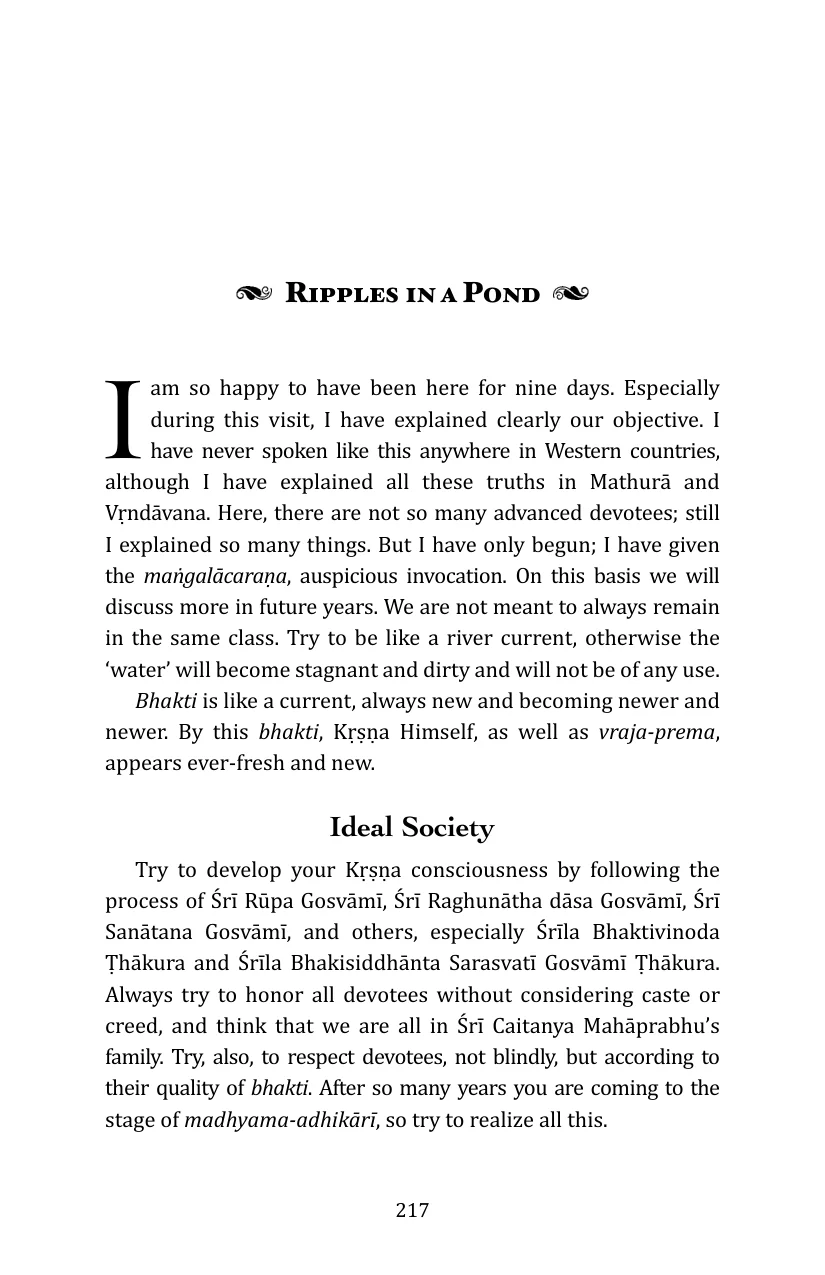 Ripples in a Pond
I am so happy to have been here for nine days. Especially
during this visit, I have explained clearly our objective. I
have never spoken like this anywhere in Western countries,
although I have explained all these truths in Mathurā and
Vṛndāvana. Here, there are not so many advanced devotees; still
I explained so many things. But I have only begun; I have given
the maṅgalācaraṇa, auspicious invocation. On this basis we will
discuss more in future years. We are not meant to always remain
in the same class. Try to be like a river current, otherwise the
‘water’ will become stagnant and dirty and will not be of any use.
Bhakti is like a current, always new and becoming newer and
newer. By this bhakti, Kṛṣṇa Himself, as well as vraja-prema,
appears ever-fresh and new.
Ideal Society
Try to develop your Kṛṣṇa consciousness by following the
process of Śrī Rūpa Gosvāmī, Śrī Raghunātha dāsa Gosvāmī, Śrī
Sanātana Gosvāmī, and others, especially Śrīla Bhaktivinoda
Ṭhākura and Śrīla Bhakisiddhānta Sarasvatī Gosvāmī Ṭhākura.
Always try to honor all devotees without considering caste or
creed, and think that we are all in Śrī Caitanya Mahāprabhu’s
family. Try, also, to respect devotees, not blindly, but according to
their quality of bhakti. After so many years you are coming to the
stage of madhyama-adhikārī, so try to realize all this.
217